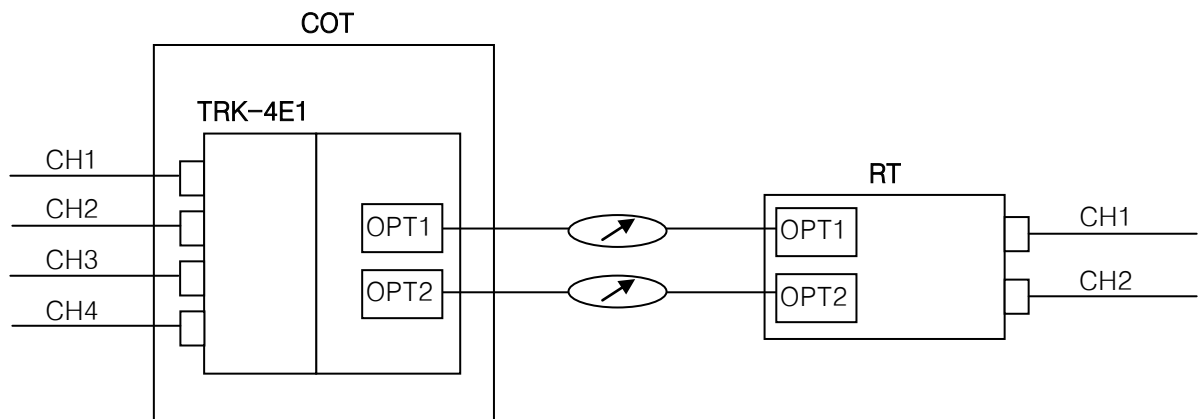 COT
TRK-4E1
CH1
CH2
CH3
CH4
OPT1
OPT2
RT
OPT1
OPT2
CH1
CH2